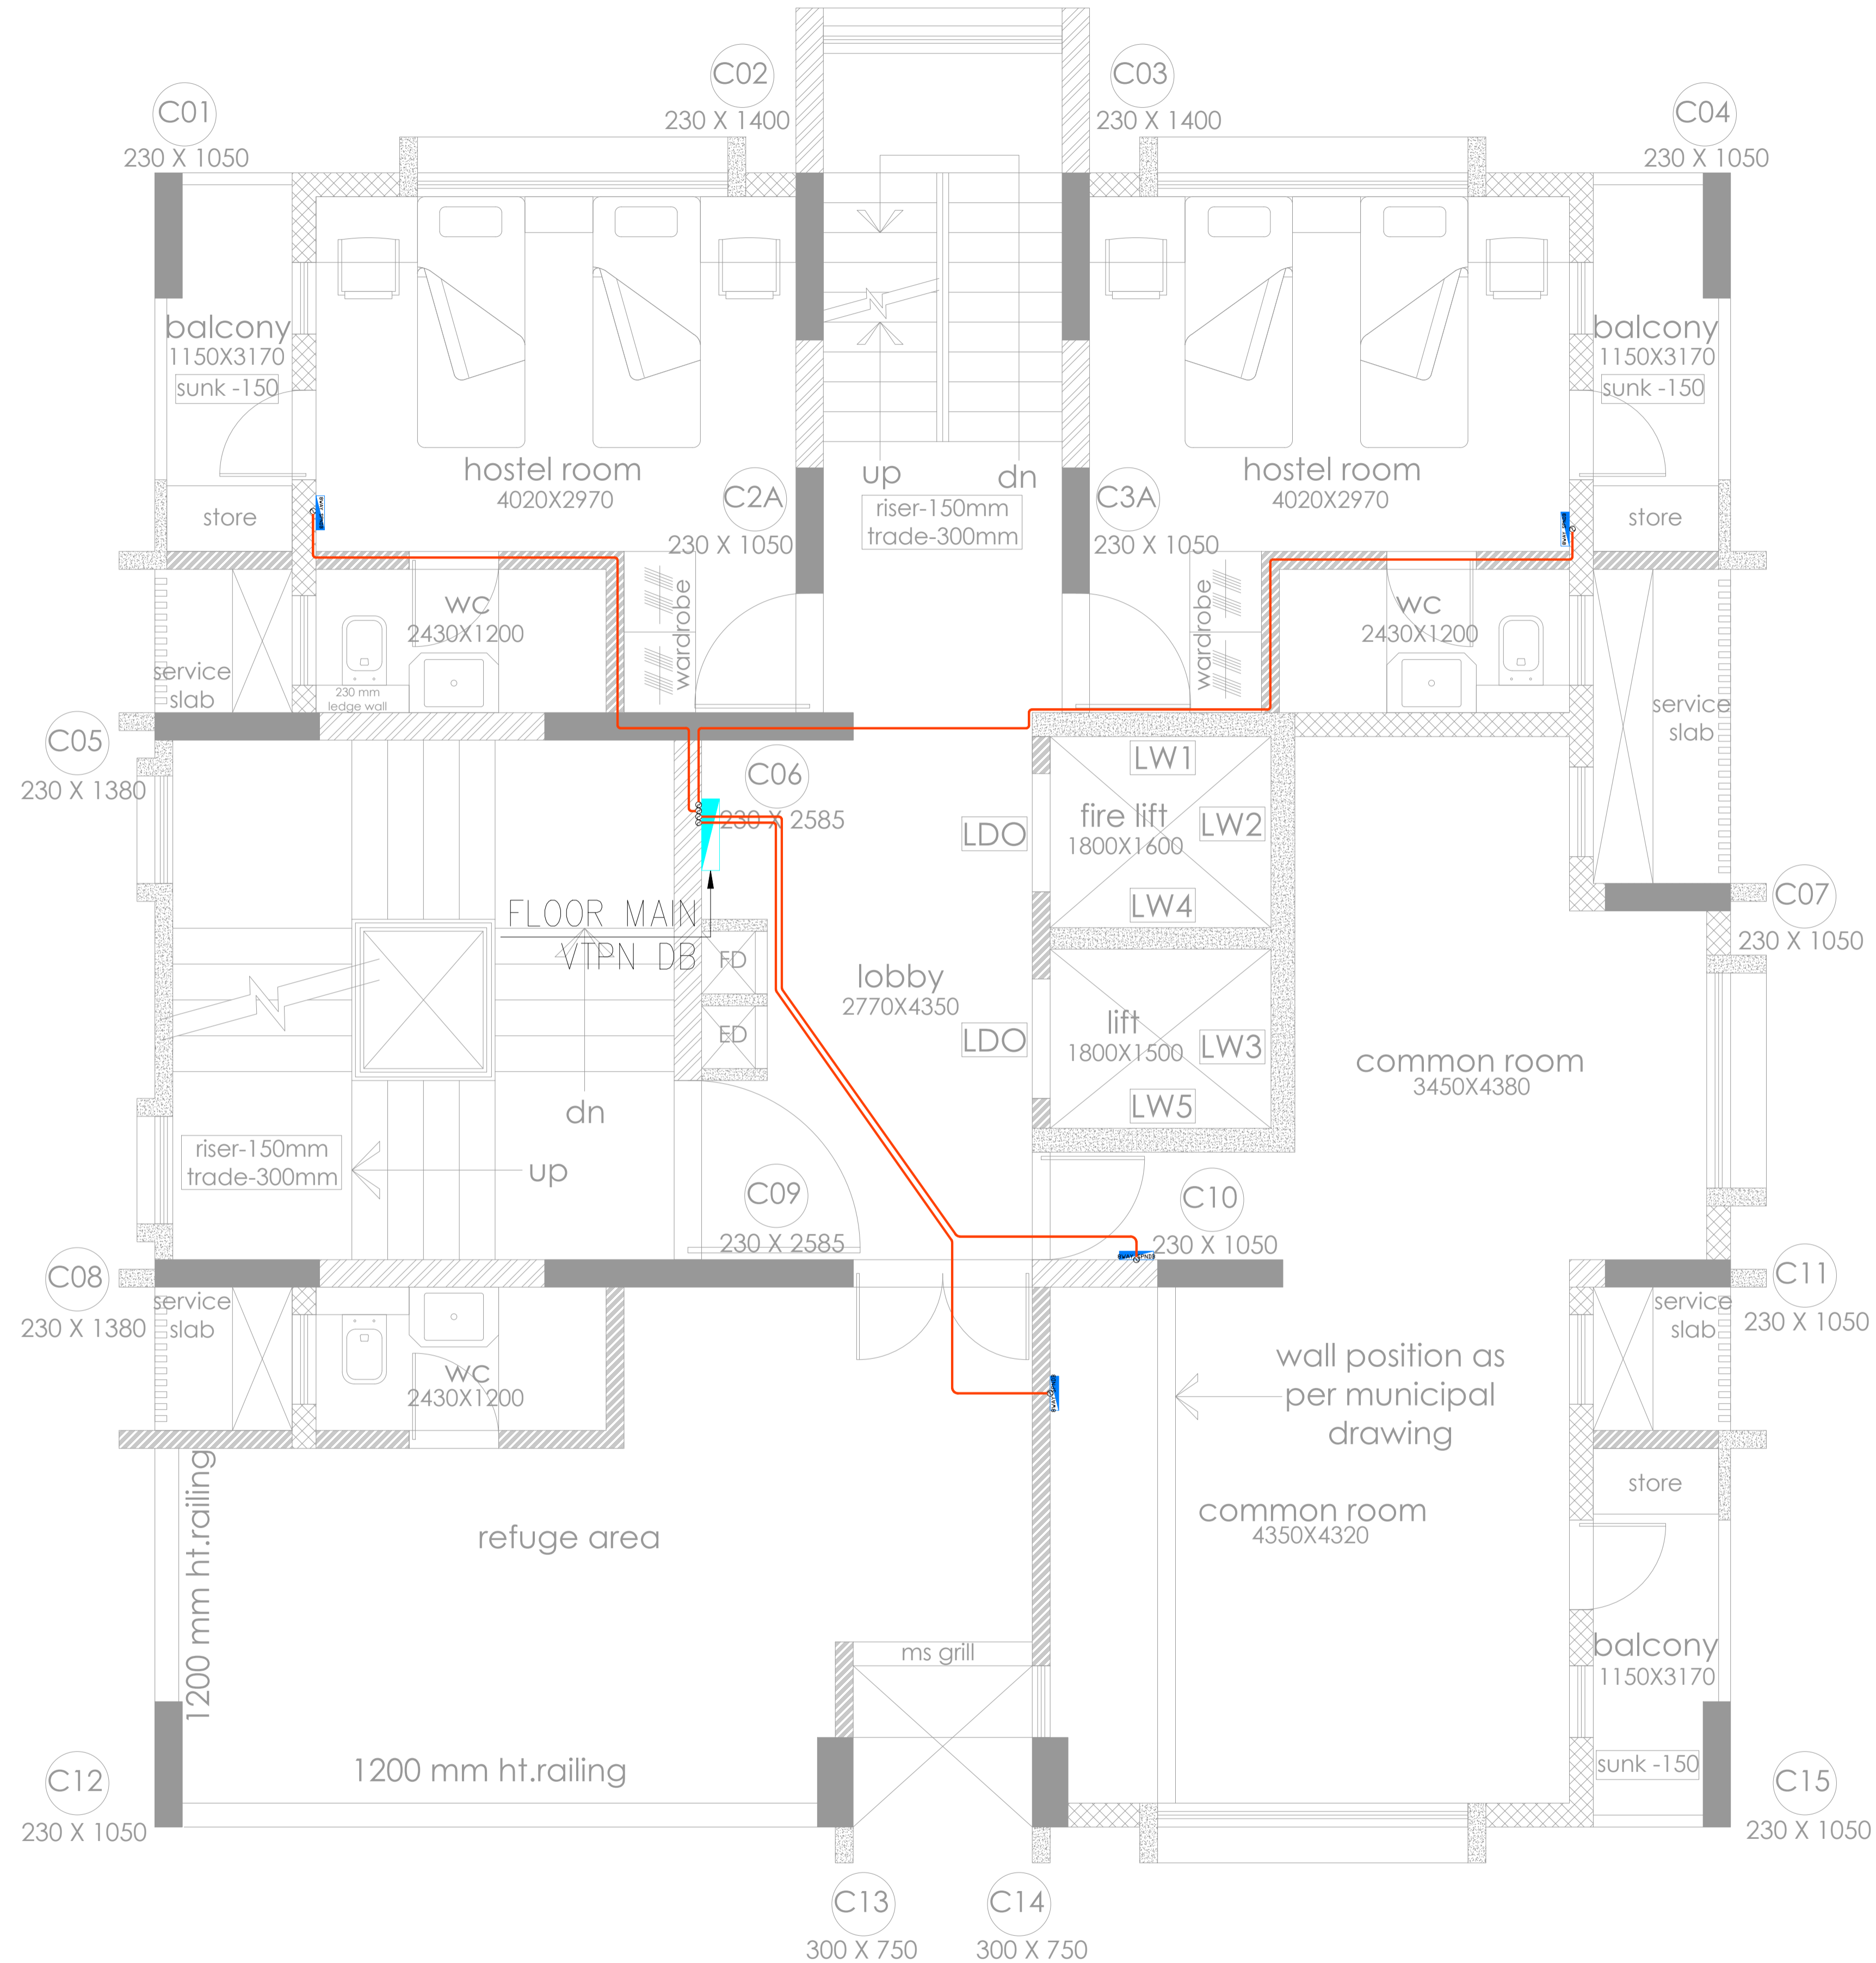 C01
230 X 1050
C02
230 X 1400
C03
230 X 1400
C04
230 X 1050
balcony
1150X3170
sunk -150
store
hostel room
4020X2970
C2A
230 X 1050
up
dn
riser-150mm
trade-300mm
C3A
230 X 1050
hostel room
4020X2970
balcony
1150X3170
sunk -150
store
wc
2430X1200
wardrobe
wardrobe
wc
2430X1200
service
slab
230 mm
ledge wall
service
slab
C05
230 X 1380
C06
230 X 2585
LW1
fire lift
1800X1600
LW2
LDO
LW4
C07
230 X 1050
FLOOR MAIN
VTPN DB
FD
ED
lobby
2770X4350
LDO
lift
1800X1500
LW3
LW5
common room
3450X4380
dn
riser-150mm
trade-300mm
up
C09
230 X 2585
C10
230 X 1050
C08
230 X 1380
C11
230 X 1050
service
slab
wc
2430X1200
service
slab
wall position as
per municipal
drawing
1200 mm ht.railing
refuge area
common room
4350X4320
store
ms grill
balcony
1150X3170
sunk -150
1200 mm ht.railing
C12
230 X 1050
C15
230 X 1050
C13
300 X 750
C14
300 X 750